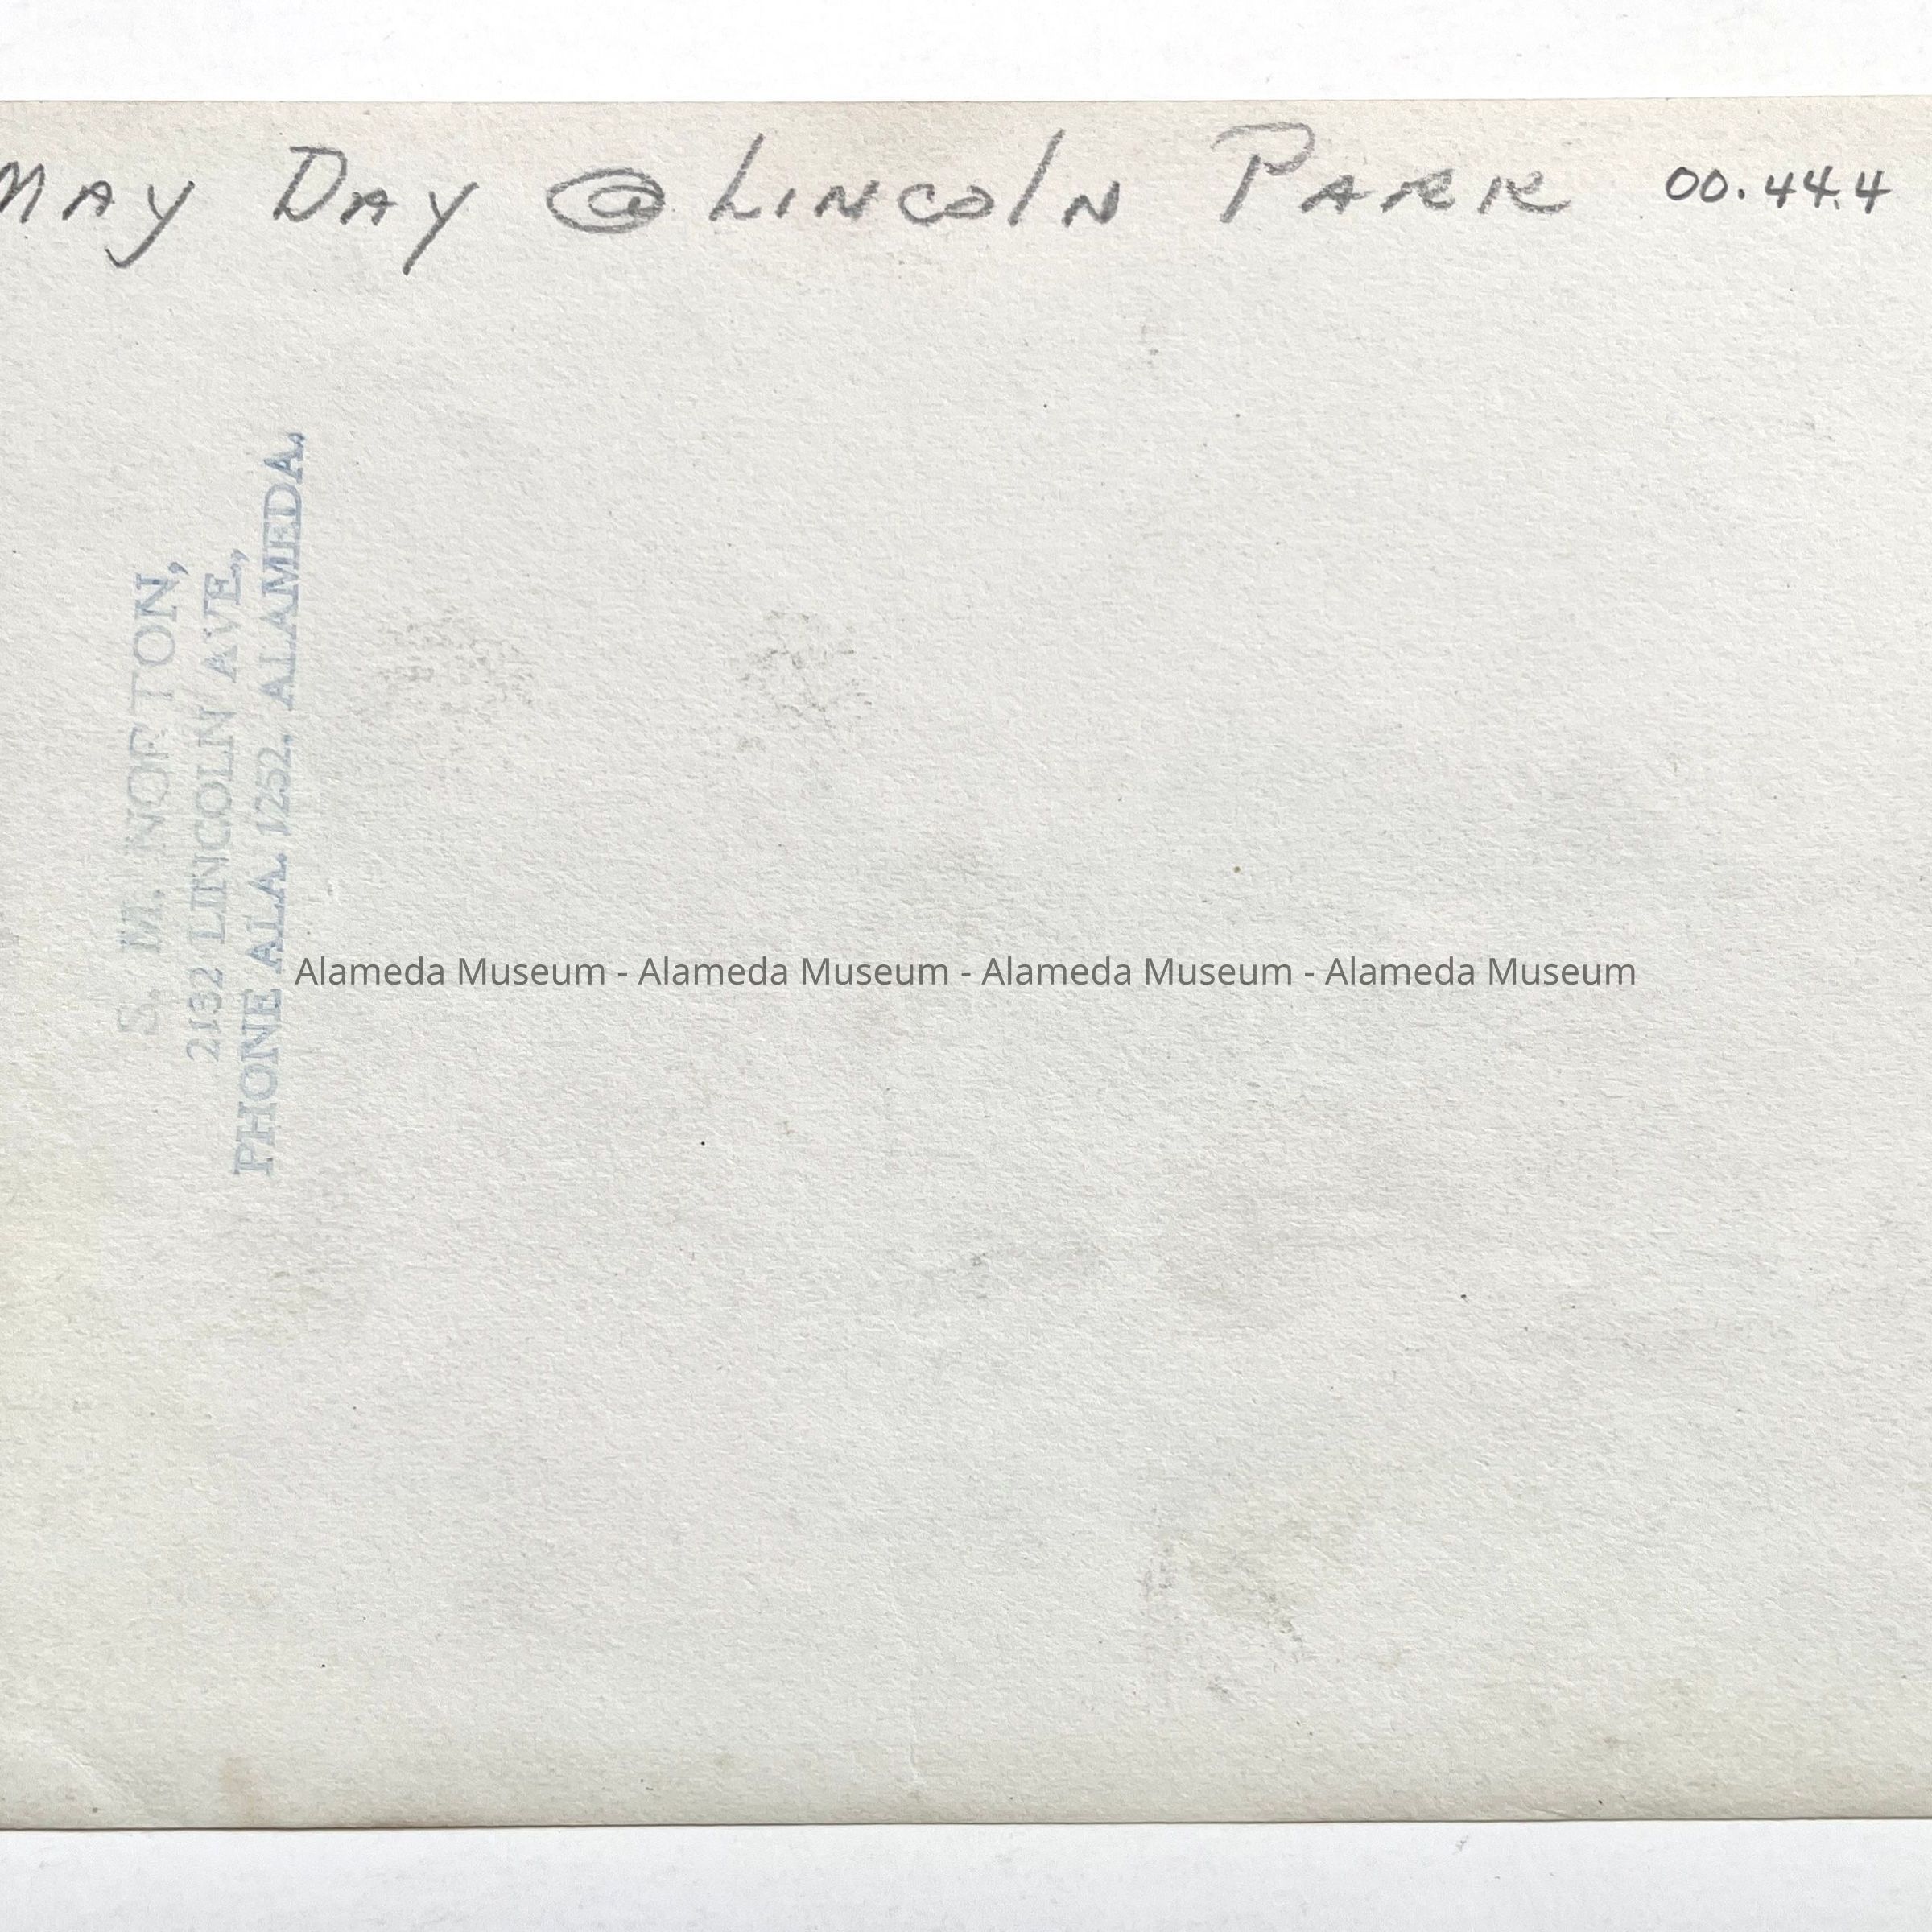 MAY DAY @ LINCOLN PARK 00.44.4
S. M. NORTON,
2132 LINCOLN AVE.,
PHONE ALA. 1252. ALAMEDA.
Alameda Museum - Alameda Museum - Alameda Museum - Alameda Museum